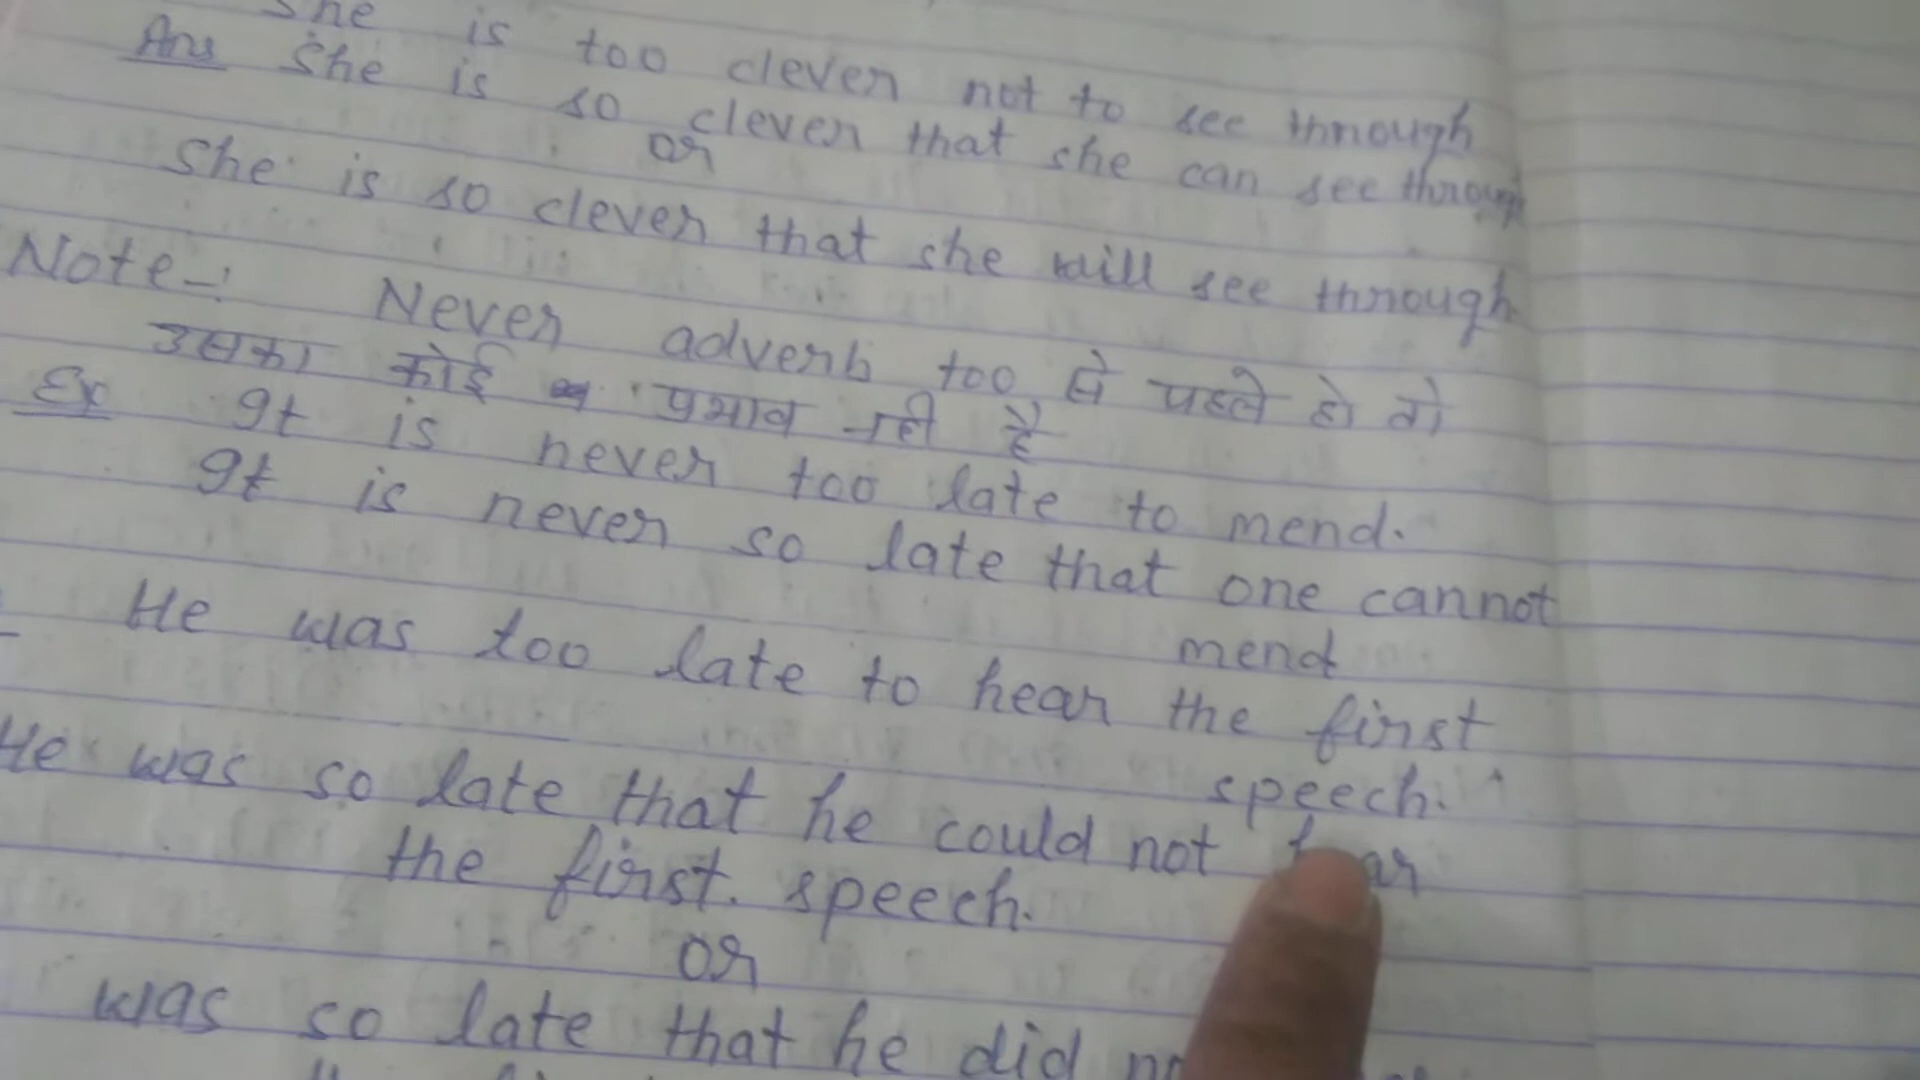 She is too clever not to see through
Ans She is so clever that she can see through
or
She is so clever that she will see through
Note-: Never adverb too से पहले हो तो
उसका कोई प्रभाव नही है
Ex It is never too late to mend.
It is never so late that one cannot
mend
He was too late to hear the first
speech.
He was so late that he could not
the first. speech.
or
was so late that he did